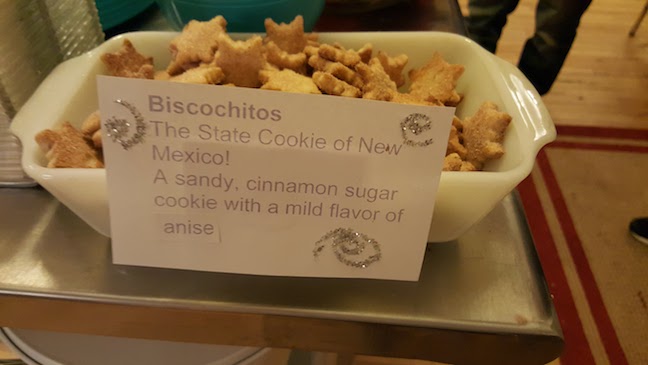 Biscochitos
The State Cookie of New
Mexico!
A sandy, cinnamon sugar
cookie with a mild flavor of
anise